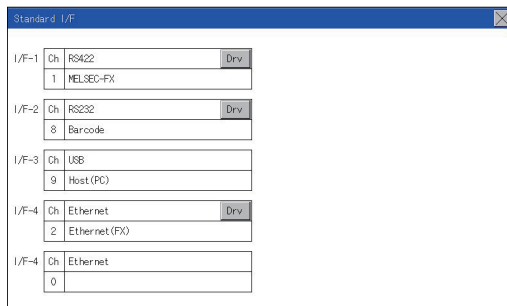 Standard I/F
I/F-1 Ch RS422 Drv
1 MELSEC-FX
I/F-2 Ch RS232 Drv
8 Barcode
I/F-3 Ch USB
9 Host(PC)
I/F-4 Ch Ethernet Drv
2 Ethernet(FX)
I/F-4 Ch Ethernet
0